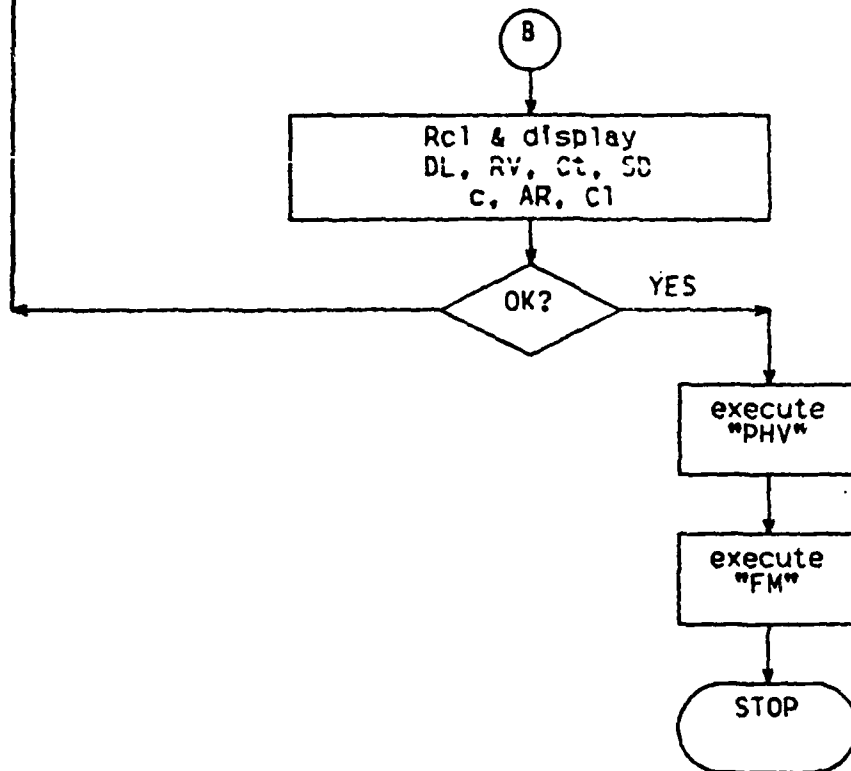 B
Rcl & display
DL, RV, Ct, SD
c, AR, Cl
OK?
YES
execute
"PHV"
execute
"FM"
STOP